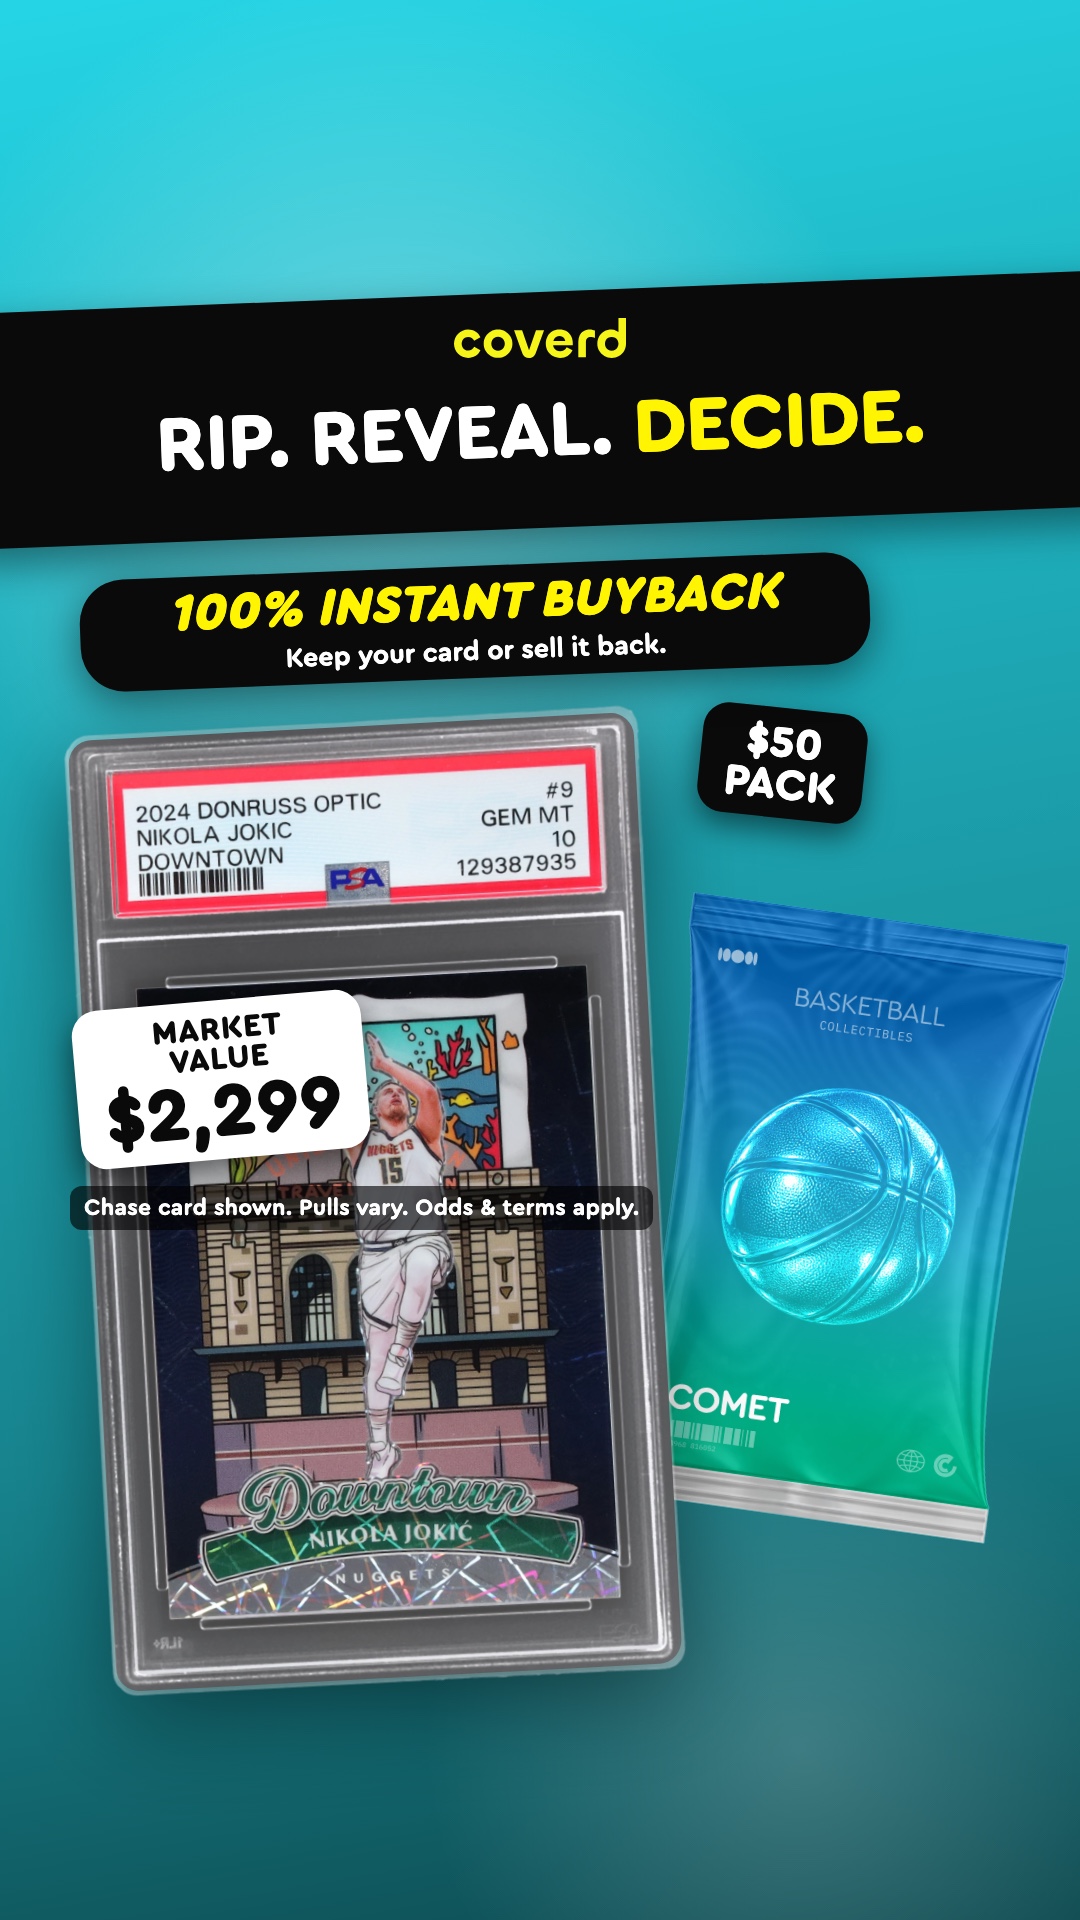 coverd
RIP. REVEAL. DECIDE.
100% INSTANT BUYBACK
Keep your card or sell it back.
$50
PACK
2024 DONRUSS OPTIC #9
NIKOLA JOKIC GEM MT
DOWNTOWN 10
129387935
PSA
MARKET
VALUE
$2,299
NUGGETS
15
TRAVEL
Chase card shown. Pulls vary. Odds & terms apply.
Downtown
NIKOLA JOKIĆ
NUGGETS
BASKETBALL
COLLECTIBLES
COMET